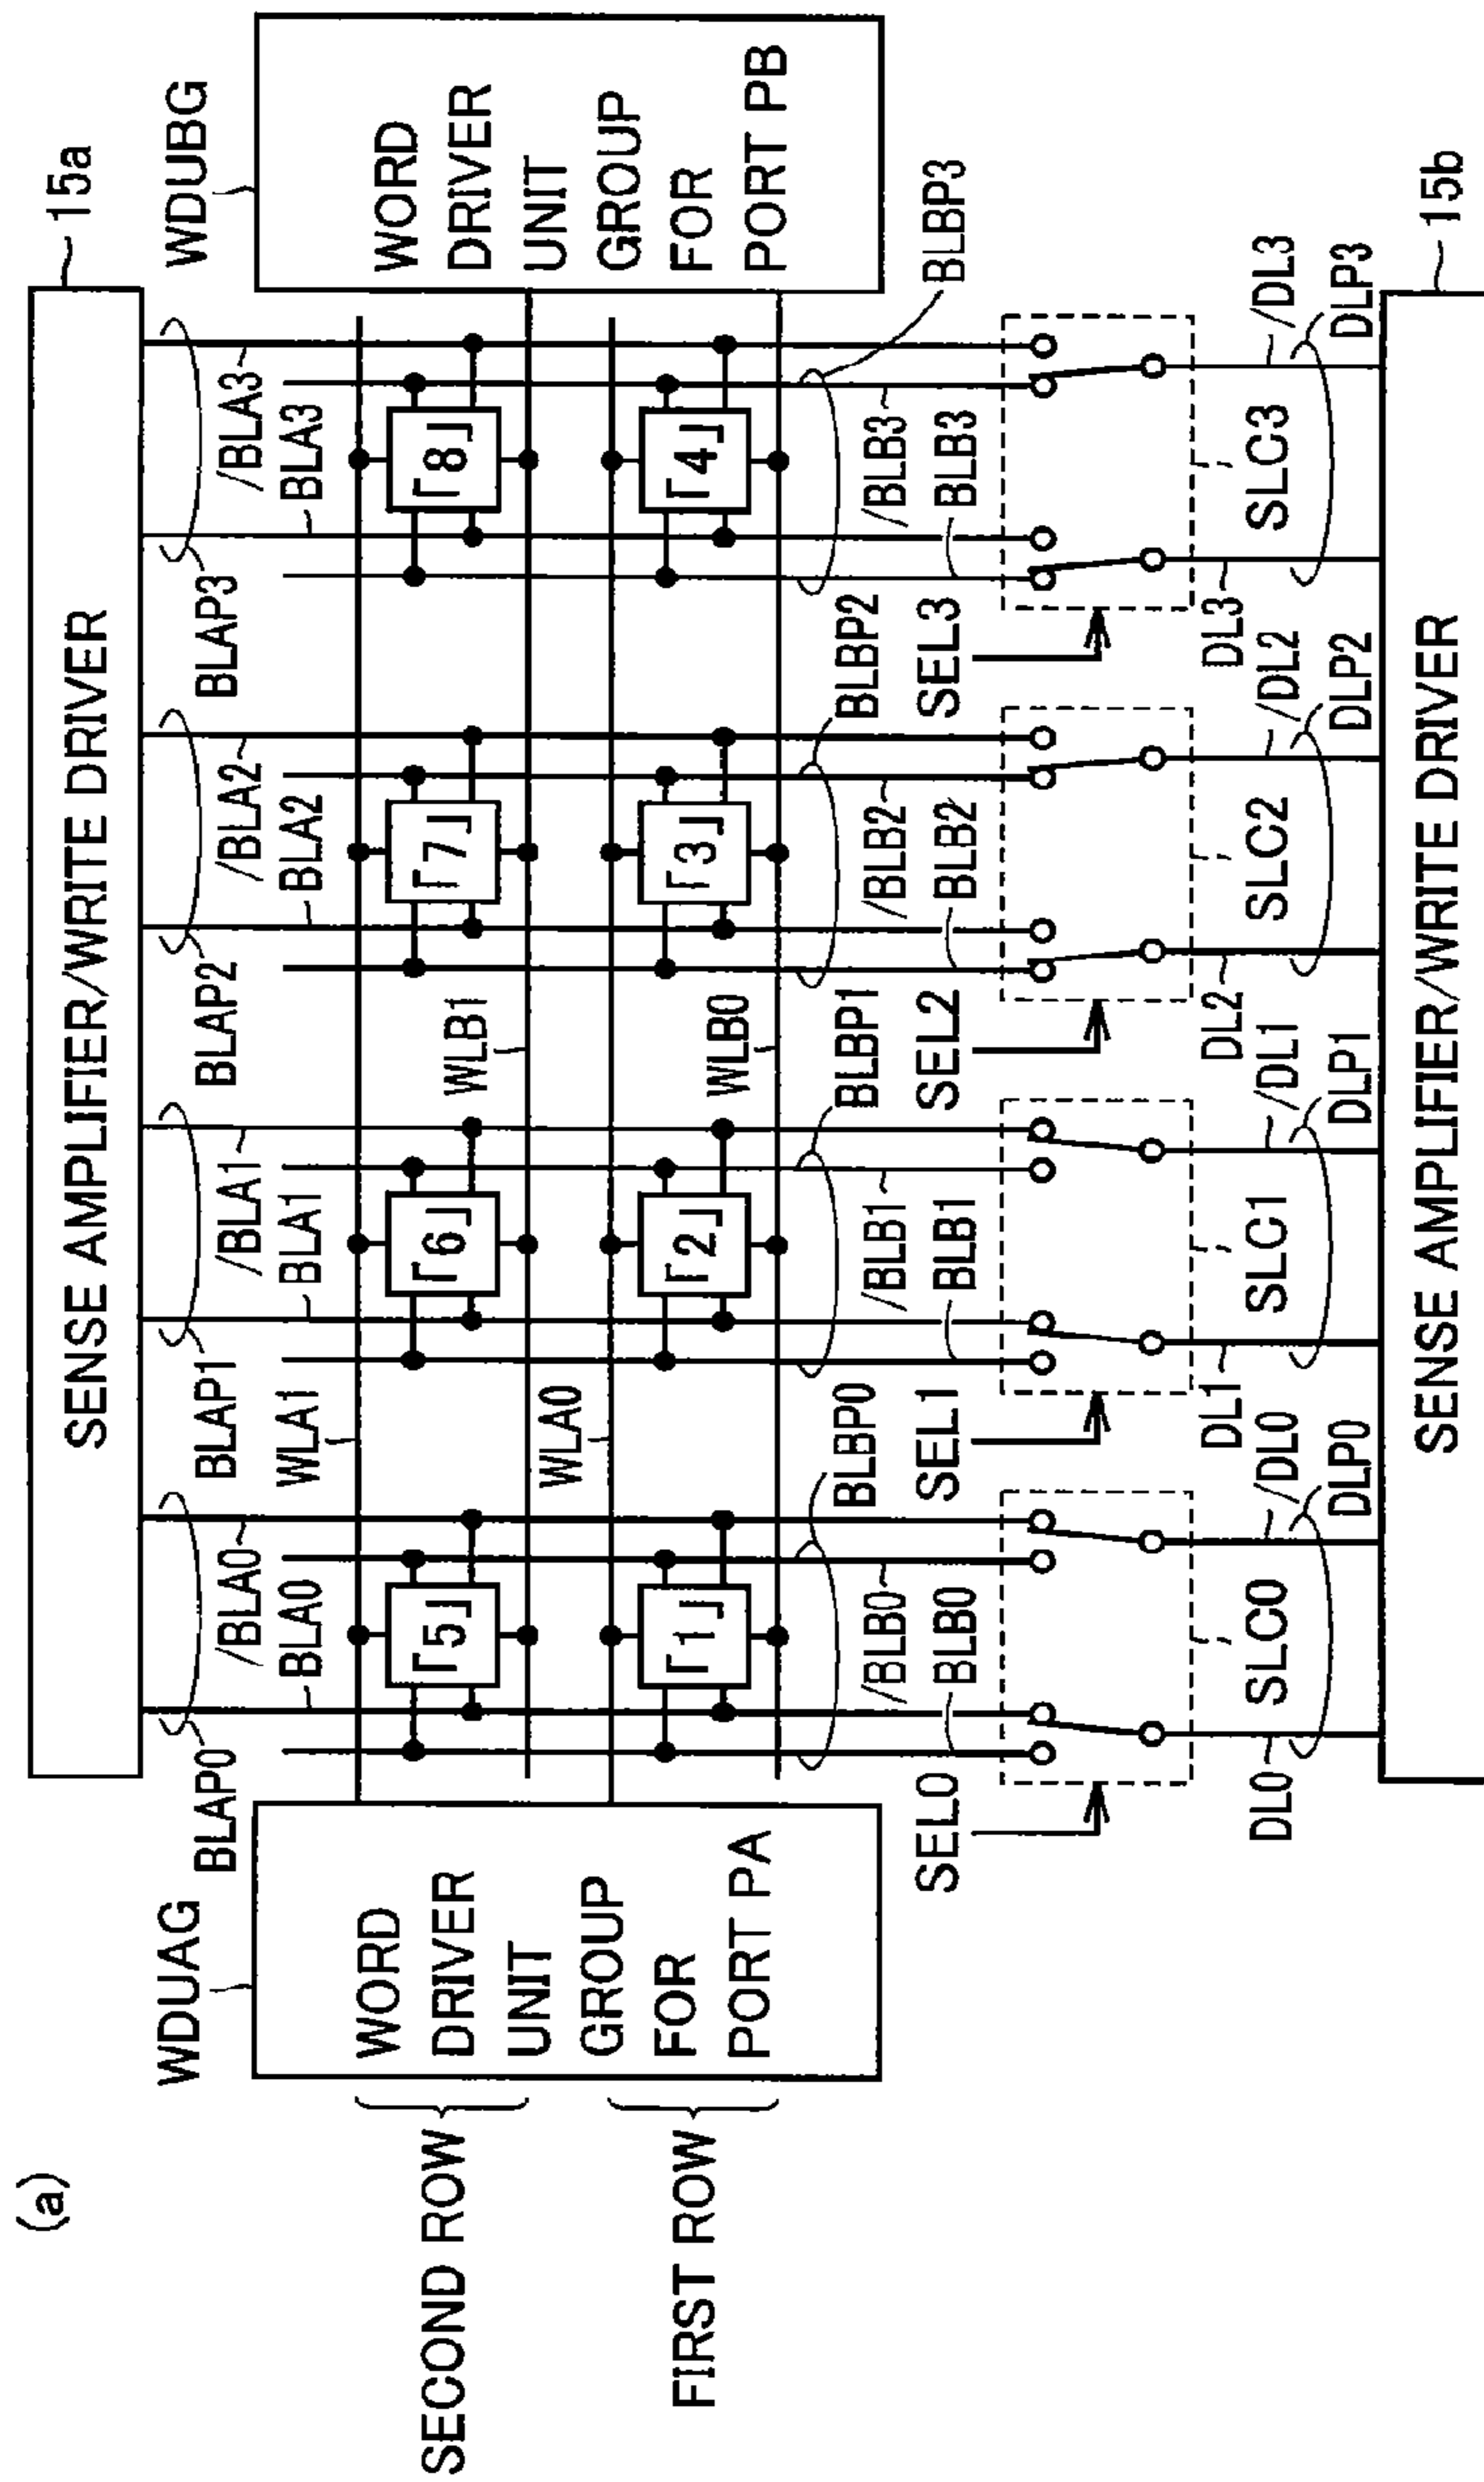 (a)
SENSE AMPLIFIER/WRITE DRIVER
15a
WDUAG
WDUBG
BLAP0
BLAP1
BLAP2
BLAP3
/BLA0
/BLA1
/BLA2
/BLA3
BLA0
BLA1
BLA2
BLA3
WLA1
WLB1
SECOND ROW
WORD
DRIVER
UNIT
GROUP
FOR
PORT PA
「5」
「6」
「7」
「8」
WORD
DRIVER
UNIT
GROUP
FOR
PORT PB
WLA0
WLB0
FIRST ROW
「1」
「2」
「3」
「4」
BLBP0
BLBP1
BLBP2
BLBP3
/BLB0
/BLB1
/BLB2
/BLB3
BLB0
BLB1
BLB2
BLB3
SEL0
SEL1
SEL2
SEL3
SLC0
SLC1
SLC2
SLC3
DL0
/DL0
DL1
/DL1
DL2
/DL2
DL3
/DL3
DLP0
DLP1
DLP2
DLP3
SENSE AMPLIFIER/WRITE DRIVER
15b